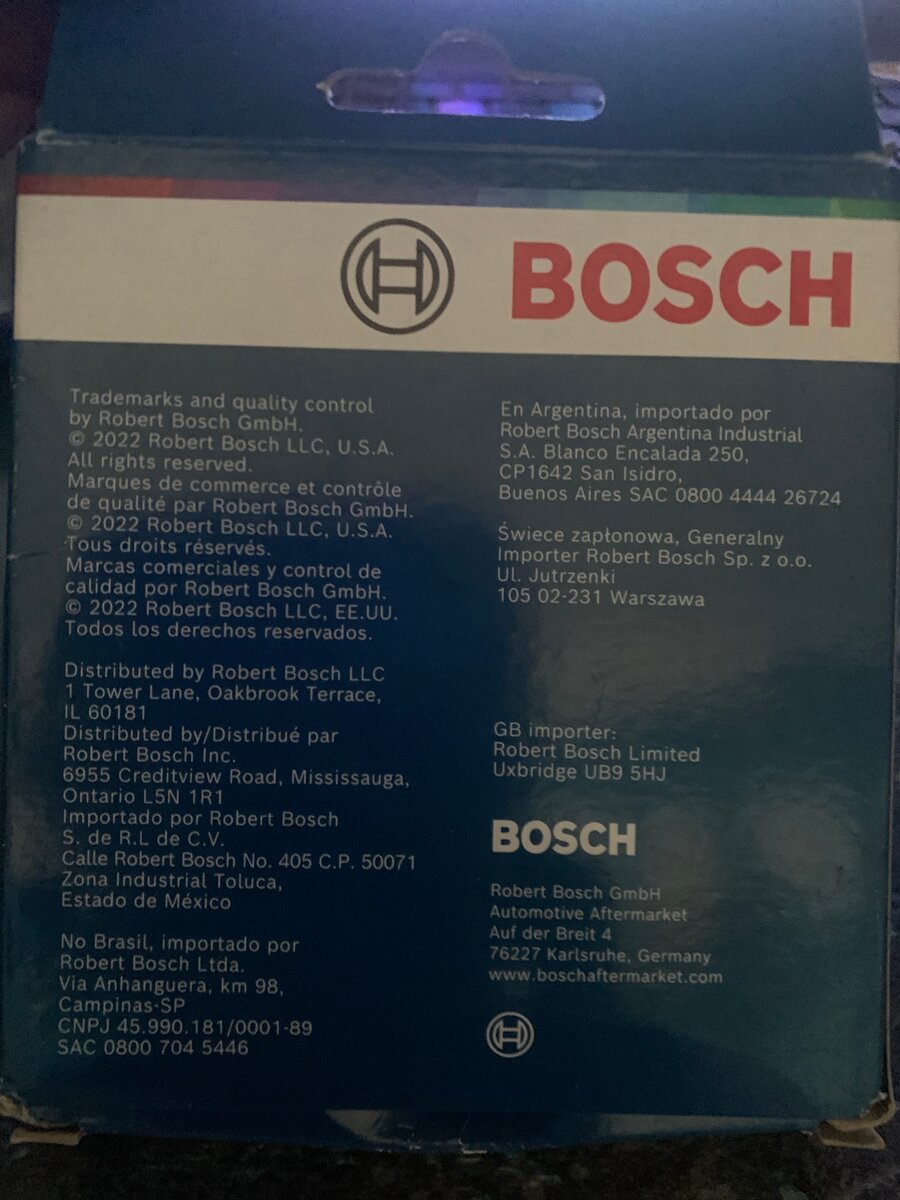 BOSCH
Trademarks and quality control
by Robert Bosch GmbH.
© 2022 Robert Bosch LLC, U.S.A.
All rights reserved.
Marques de commerce et contrôle
de qualité par Robert Bosch GmbH.
© 2022 Robert Bosch LLC, U.S.A.
Tous droits réservés.
Marcas comerciales y control de
calidad por Robert Bosch GmbH.
© 2022 Robert Bosch LLC, EE.UU.
Todos los derechos reservados.
Distributed by Robert Bosch LLC
1 Tower Lane, Oakbrook Terrace,
IL 60181
Distributed by/Distribué par
Robert Bosch Inc.
6955 Creditview Road, Mississauga,
Ontario L5N 1R1
Importado por Robert Bosch
S. de R.L de C.V.
Calle Robert Bosch No. 405 C.P. 50071
Zona Industrial Toluca,
Estado de México
No Brasil, importado por
Robert Bosch Ltda.
Via Anhanguera, km 98,
Campinas-SP
CNPJ 45.990.181/0001-89
SAC 0800 704 5446
En Argentina, importado por
Robert Bosch Argentina Industrial
S.A. Blanco Encalada 250,
CP1642 San Isidro,
Buenos Aires SAC 0800 4444 26724
Świece zapłonowa, Generalny
Importer Robert Bosch Sp. z o.o.
Ul. Jutrzenki
105 02-231 Warszawa
GB importer:
Robert Bosch Limited
Uxbridge UB9 5HJ
BOSCH
Robert Bosch GmbH
Automotive Aftermarket
Auf der Breit 4
76227 Karlsruhe, Germany
www.boschaftermarket.com